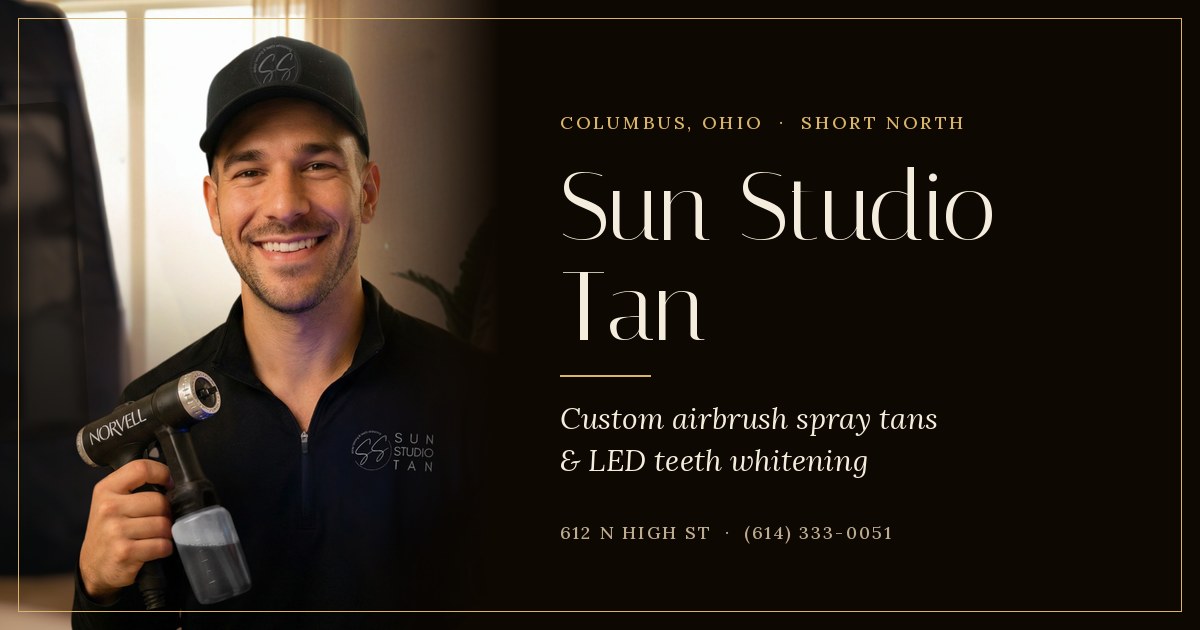 COLUMBUS, OHIO · SHORT NORTH
Sun Studio
Tan
Custom airbrush spray tans
& LED teeth whitening
612 N HIGH ST · (614) 333-0051
NORVELL
SS
SS
SUN
STUDIO
TAN